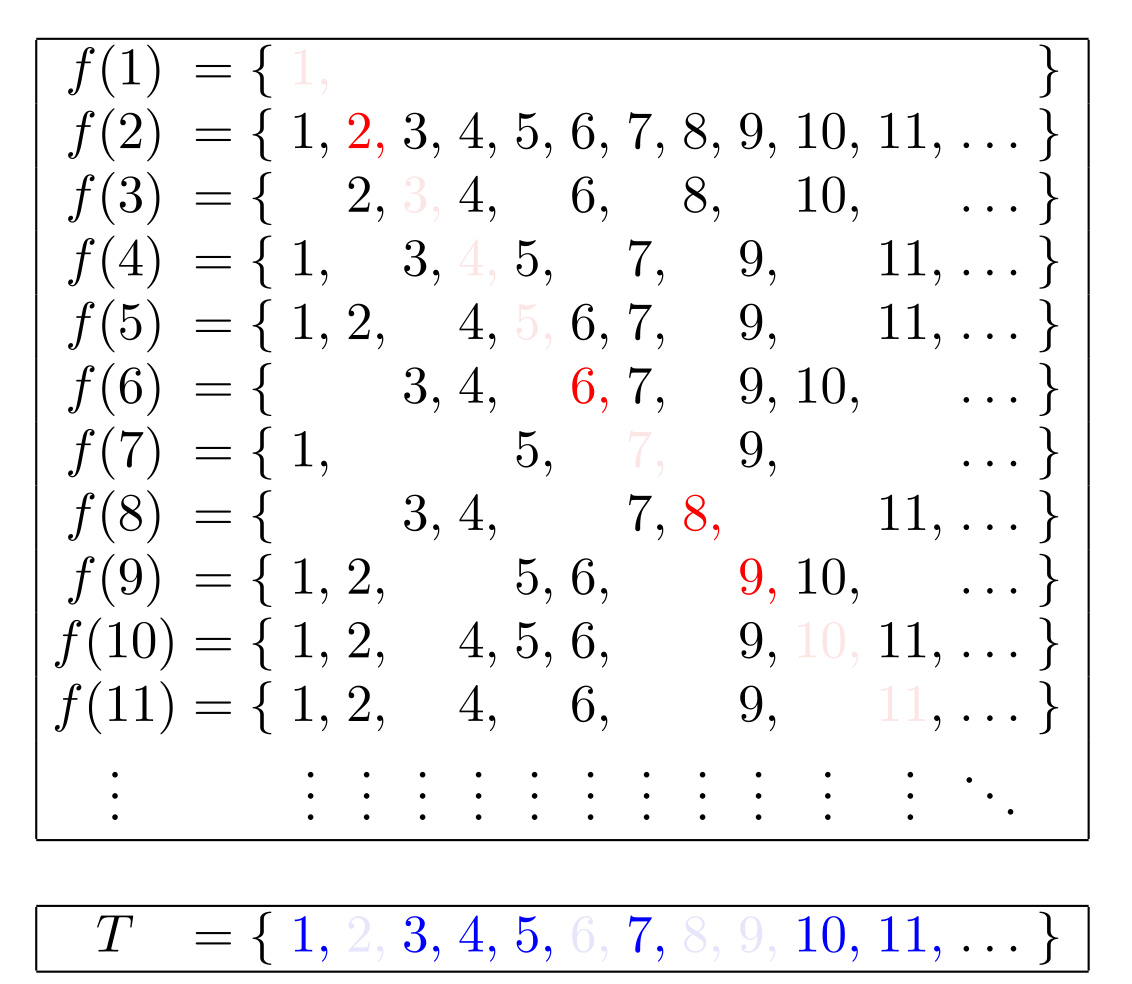 f(1) = { 1, }
f(2) = { 1, 2, 3, 4, 5, 6, 7, 8, 9, 10, 11, … }
f(3) = { 2, 3, 4, 6, 8, 10, … }
f(4) = { 1, 3, 4, 5, 7, 9, 11, … }
f(5) = { 1, 2, 4, 5, 6, 7, 9, 11, … }
f(6) = { 3, 4, 6, 7, 9, 10, … }
f(7) = { 1, 5, 7, 9, … }
f(8) = { 3, 4, 7, 8, 11, … }
f(9) = { 1, 2, 5, 6, 9, 10, … }
f(10) = { 1, 2, 4, 5, 6, 9, 10, 11, … }
f(11) = { 1, 2, 4, 6, 9, 11, … }
⋮ ⋮ ⋮ ⋮ ⋮ ⋮ ⋮ ⋮ ⋮ ⋮ ⋮ ⋮ ⋱
T = { 1, 2, 3, 4, 5, 6, 7, 8, 9, 10, 11, … }